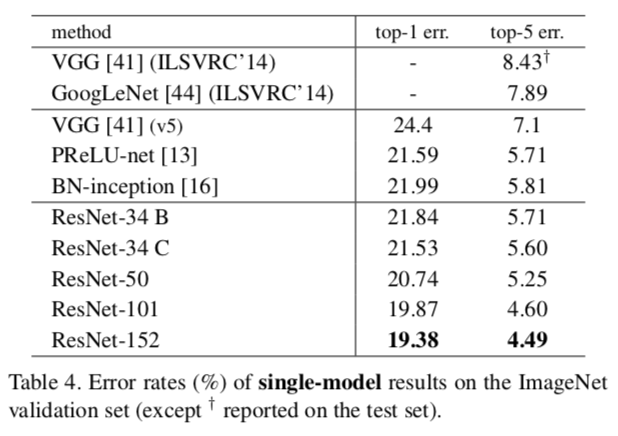 method top-1 err. top-5 err.
VGG [41] (ILSVRC’14) - 8.43†
GoogLeNet [44] (ILSVRC’14) - 7.89
VGG [41] (v5) 24.4 7.1
PReLU-net [13] 21.59 5.71
BN-inception [16] 21.99 5.81
ResNet-34 B 21.84 5.71
ResNet-34 C 21.53 5.60
ResNet-50 20.74 5.25
ResNet-101 19.87 4.60
ResNet-152 19.38 4.49
Table 4. Error rates (%) of single-model results on the ImageNet
validation set (except † reported on the test set).